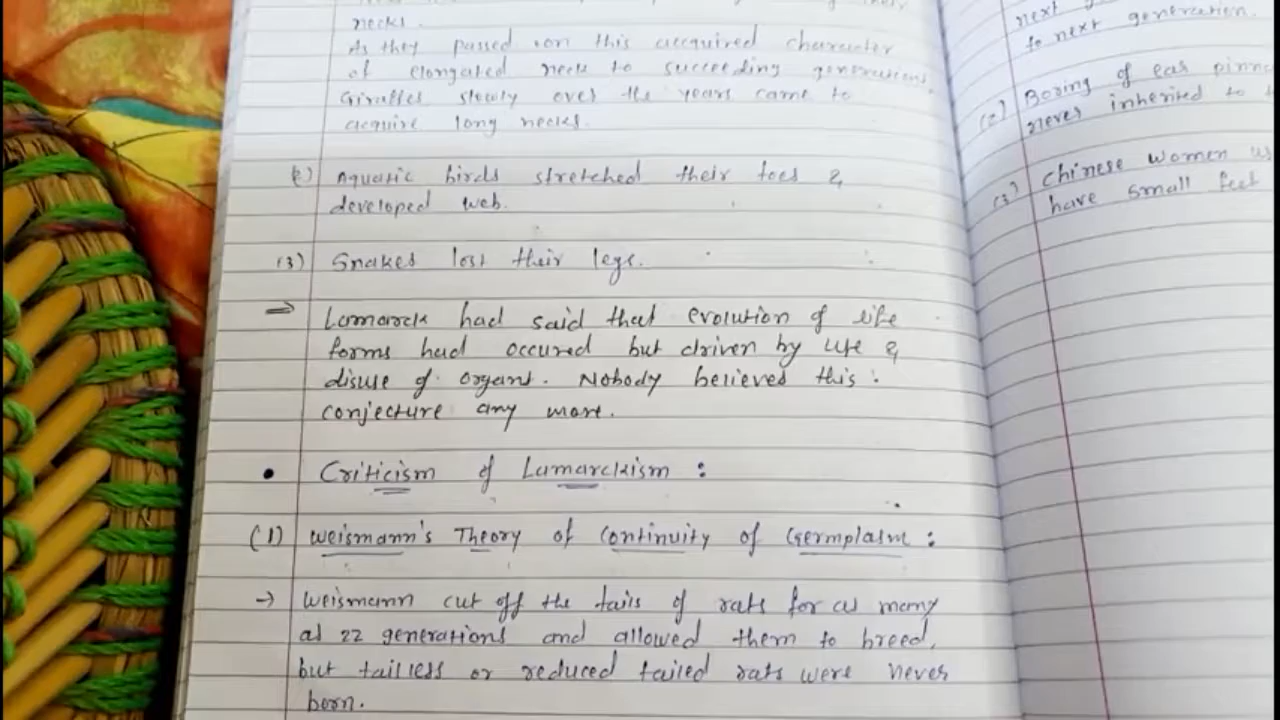 necks.
As they passed on this acquired character
of elongated neck to succeeding generations,
Giraffes slowly over the years came to
acquire long necks.
2) Aquatic birds stretched their toes &
developed web.
(3) Snakes lost their legs.
⇒ Lamarck had said that evolution of life
forms had occured but driven by use &
disuse of organs. Nobody believed this
conjecture any more.
• Criticism of Lamarckism :
(1) Weismann's Theory of Continuity of Germplasm :
→ Weismann cut off the tails of rats for as many
as 22 generations and allowed them to breed,
but tailless or reduced tailed rats were never
born.
next
to next generation.
(2) Boring of ear pinna
never inherited to
(3) Chinese women us
have small feet